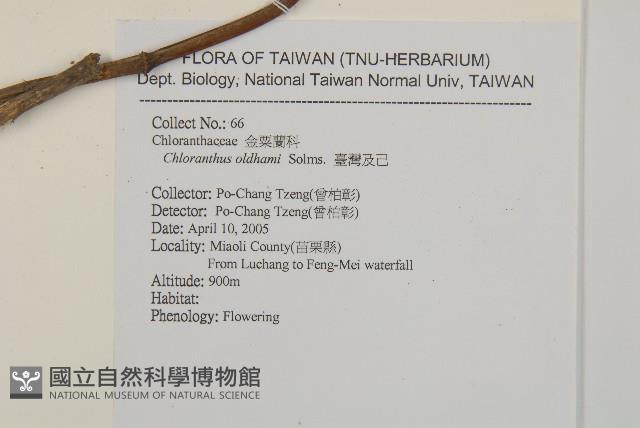 FLORA OF TAIWAN (TNU-HERBARIUM)
Dept. Biology, National Taiwan Normal Univ, TAIWAN
Collect No.: 66
Chloranthaceae 金粟蘭科
Chloranthus oldhami Solms. 臺灣及己
Collector: Po-Chang Tzeng(曾柏彰)
Detector: Po-Chang Tzeng(曾柏彰)
Date: April 10, 2005
Locality: Miaoli County(苗栗縣)
From Luchang to Feng-Mei waterfall
Altitude: 900m
Habitat:
Phenology: Flowering
國立自然科學博物館
NATIONAL MUSEUM OF NATURAL SCIENCE